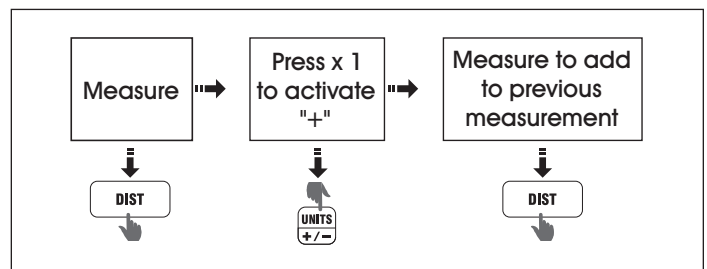 Measure
Press x 1
to activate
"+"
Measure to add
to previous
measurement
DIST
UNITS
+/−
DIST